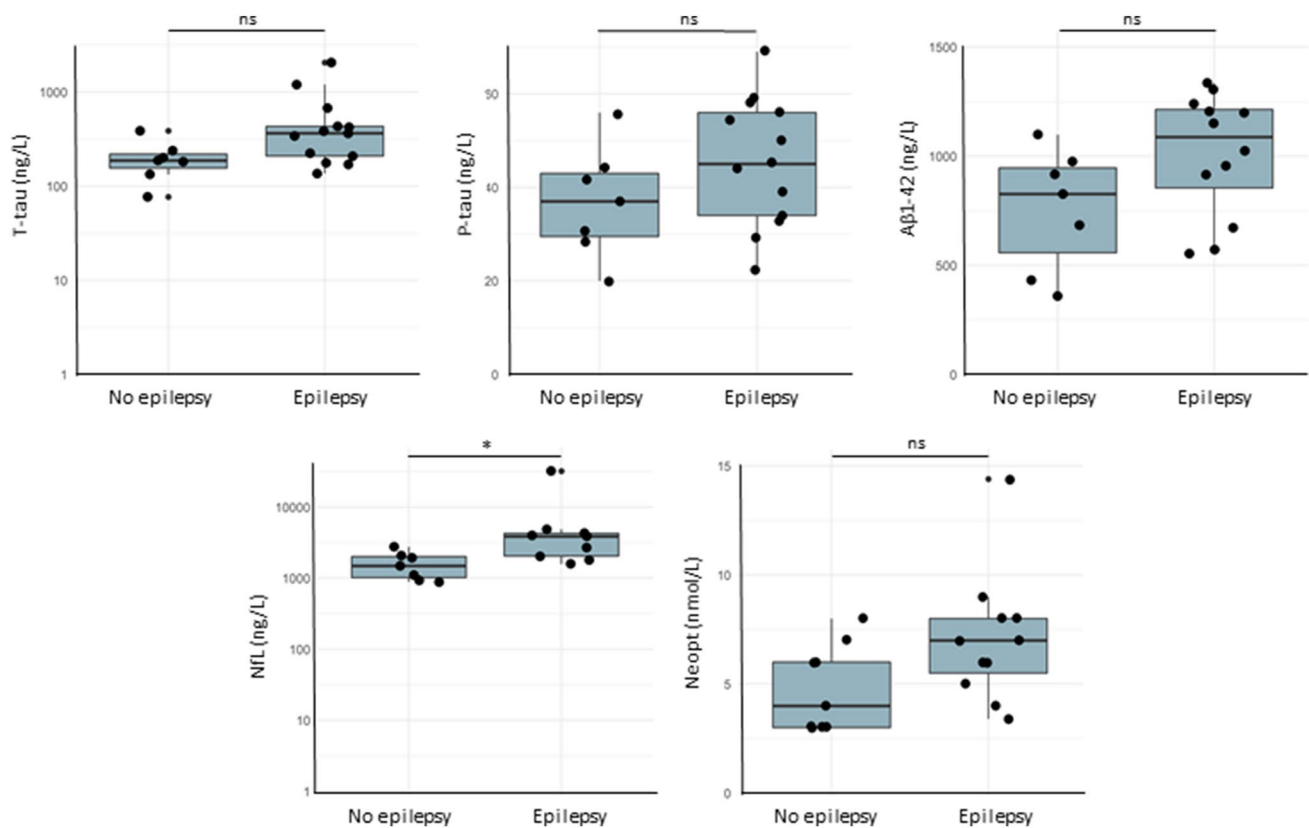 ns
1000
100
10
1
T-tau (ng/L)
No epilepsy
Epilepsy
60
40
20
0
P-tau (ng/L)
No epilepsy
Epilepsy
ns
ns
1500
1000
500
0
Aβ1-42 (ng/L)
No epilepsy
Epilepsy
*
10000
1000
100
10
1
NfL (ng/L)
No epilepsy
Epilepsy
ns
15
10
5
0
Neopt (nmol/L)
No epilepsy
Epilepsy